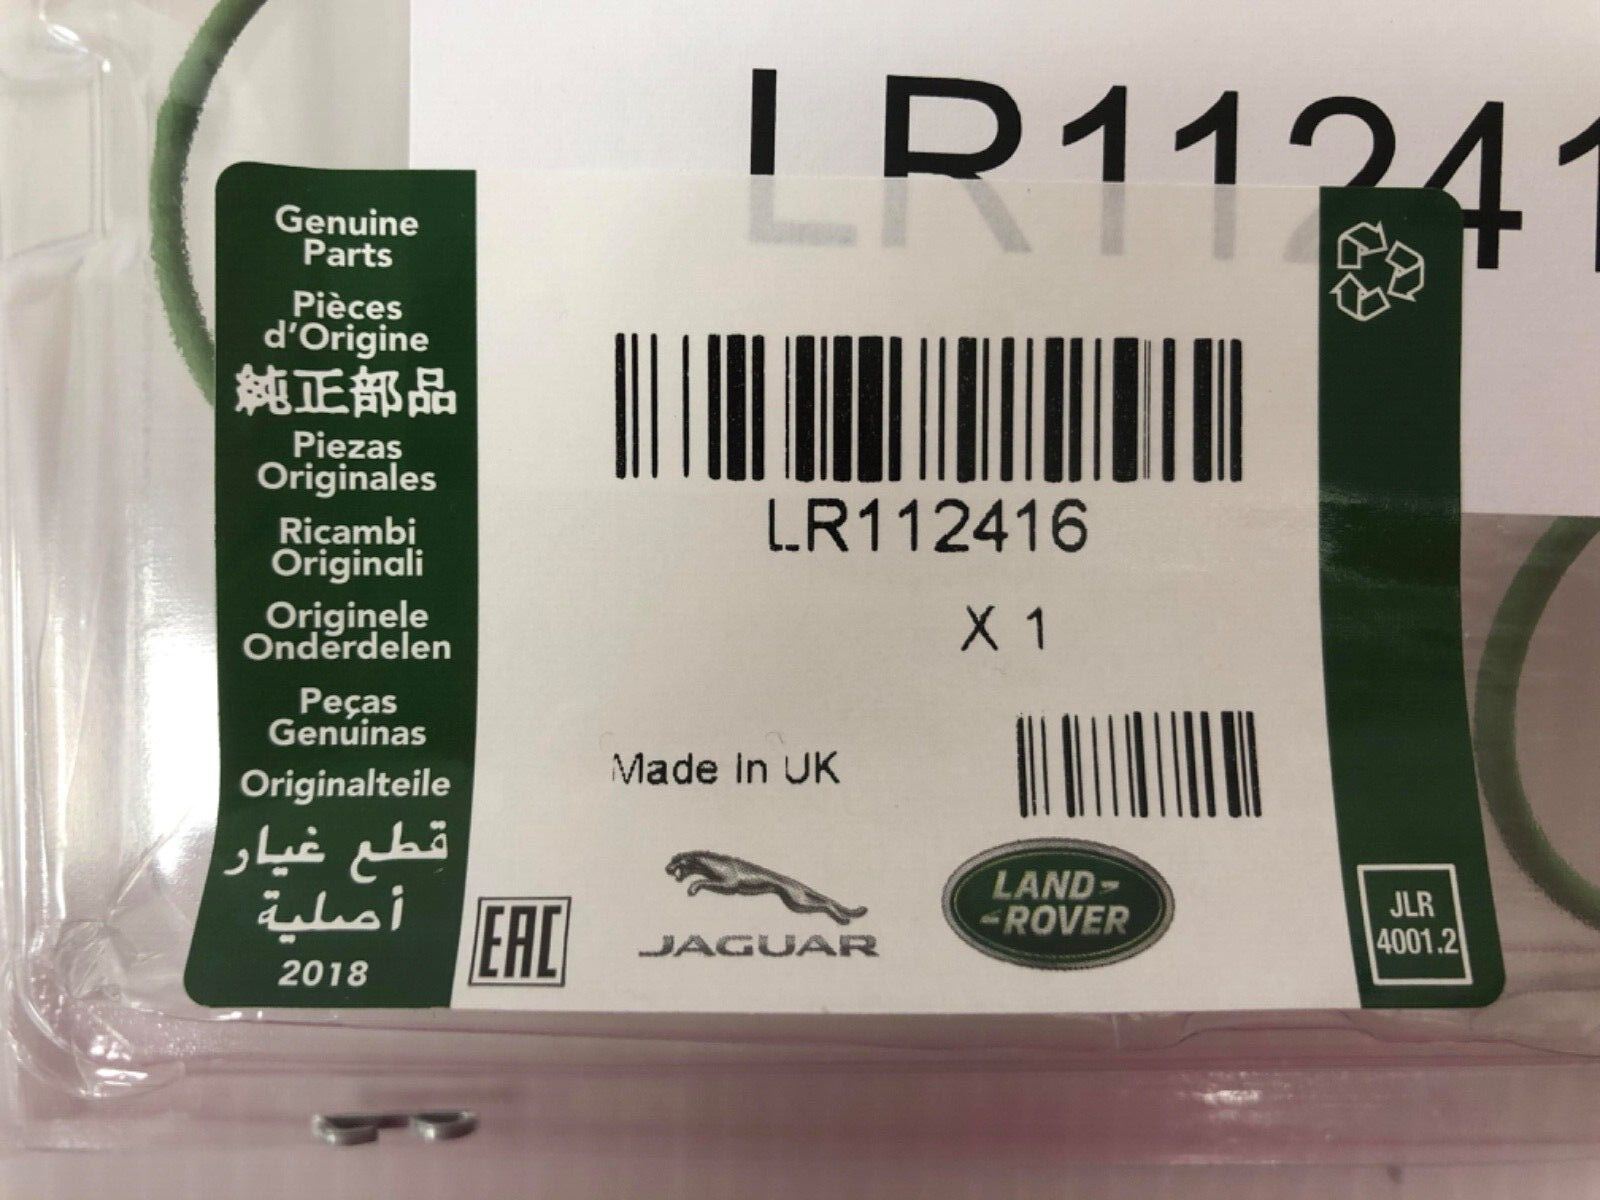 LR11241
Genuine
Parts
Pièces
d'Origine
純正部品
Piezas
Originales
Ricambi
Originali
Originele
Onderdelen
Peças
Genuínas
Originalteile
قطع غيار
أصلية
2018
LR112416
X 1
Made In UK
EAC
JAGUAR
LAND-
-ROVER
JLR
4001.2